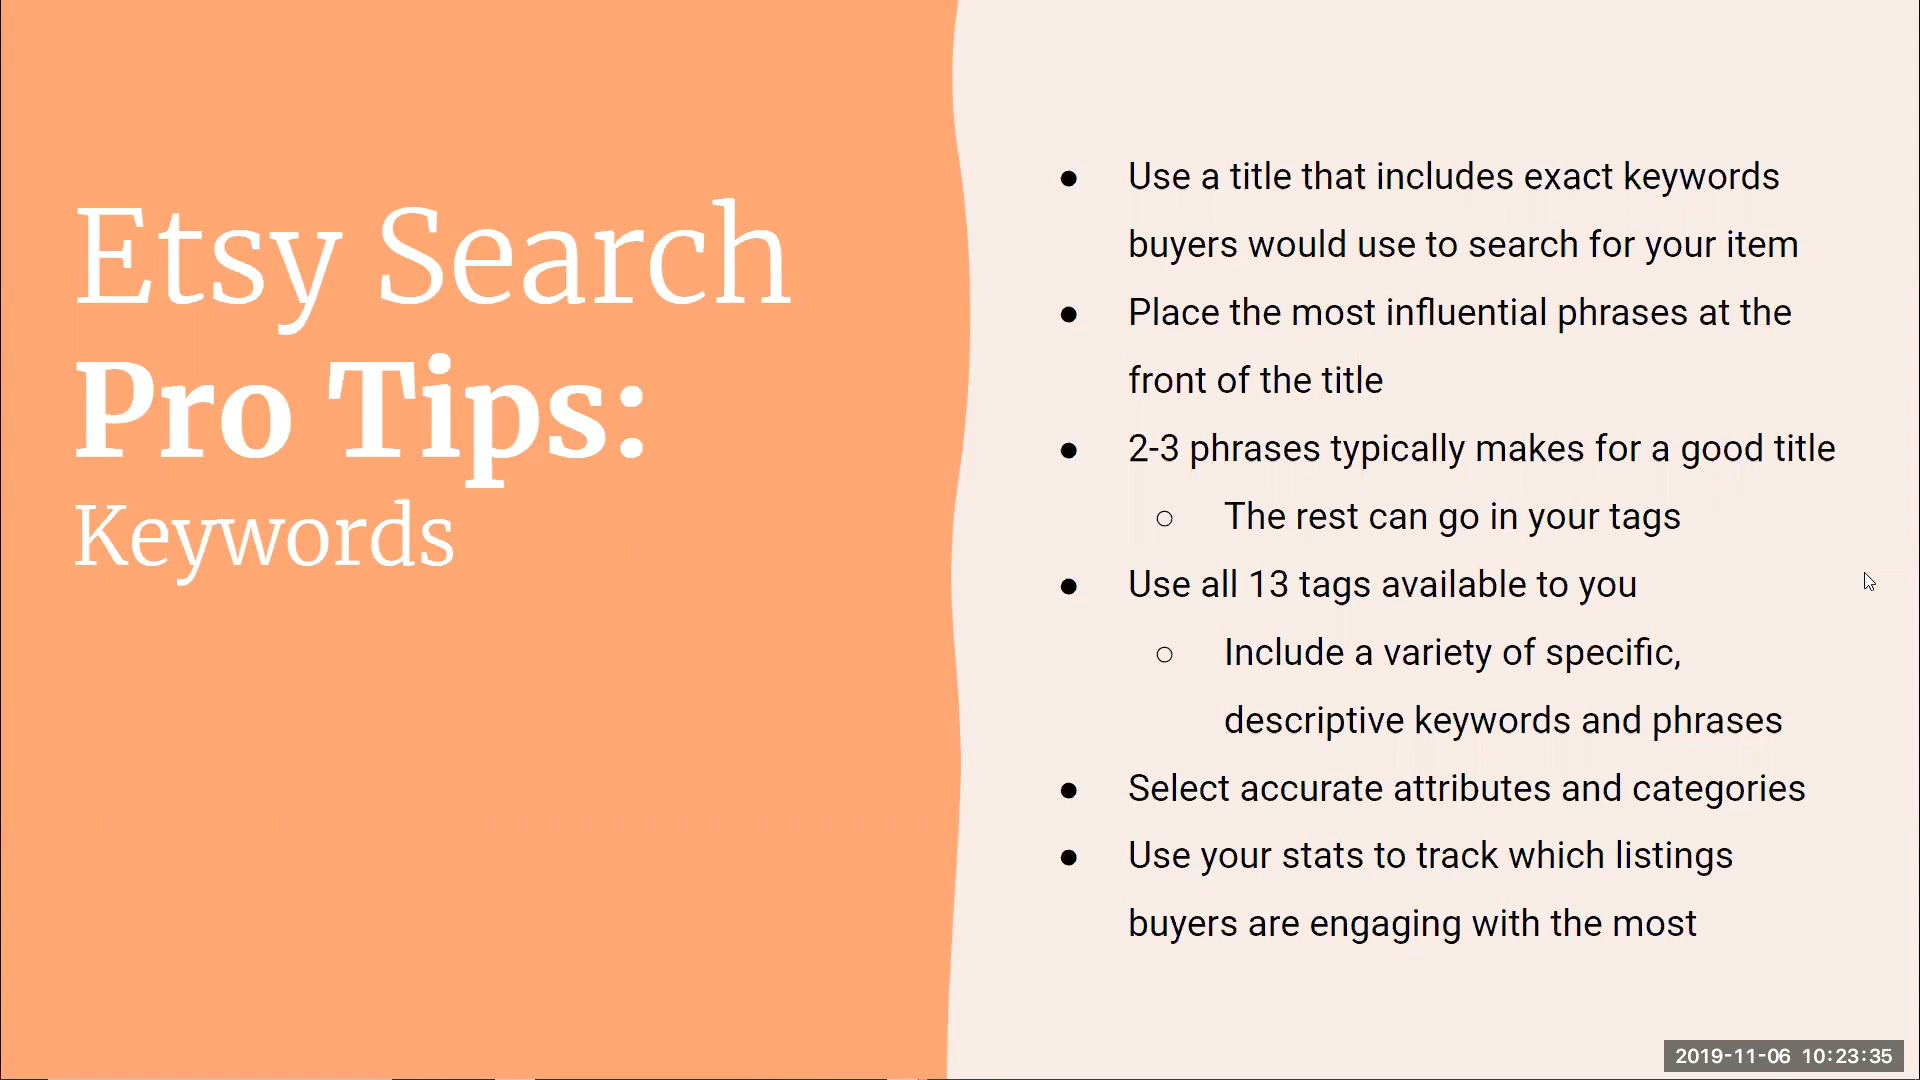 Etsy Search
Pro Tips:
Keywords
● Use a title that includes exact keywords
buyers would use to search for your item
● Place the most influential phrases at the
front of the title
● 2-3 phrases typically makes for a good title
○ The rest can go in your tags
● Use all 13 tags available to you
○ Include a variety of specific,
descriptive keywords and phrases
● Select accurate attributes and categories
● Use your stats to track which listings
buyers are engaging with the most
2019-11-06 10:23:35